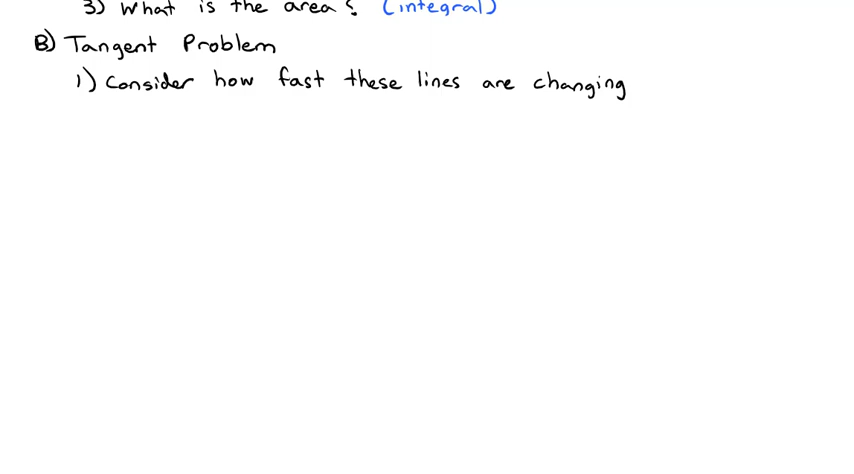 3) What is the area? (integral)
B) Tangent Problem
1) Consider how fast these lines are changing